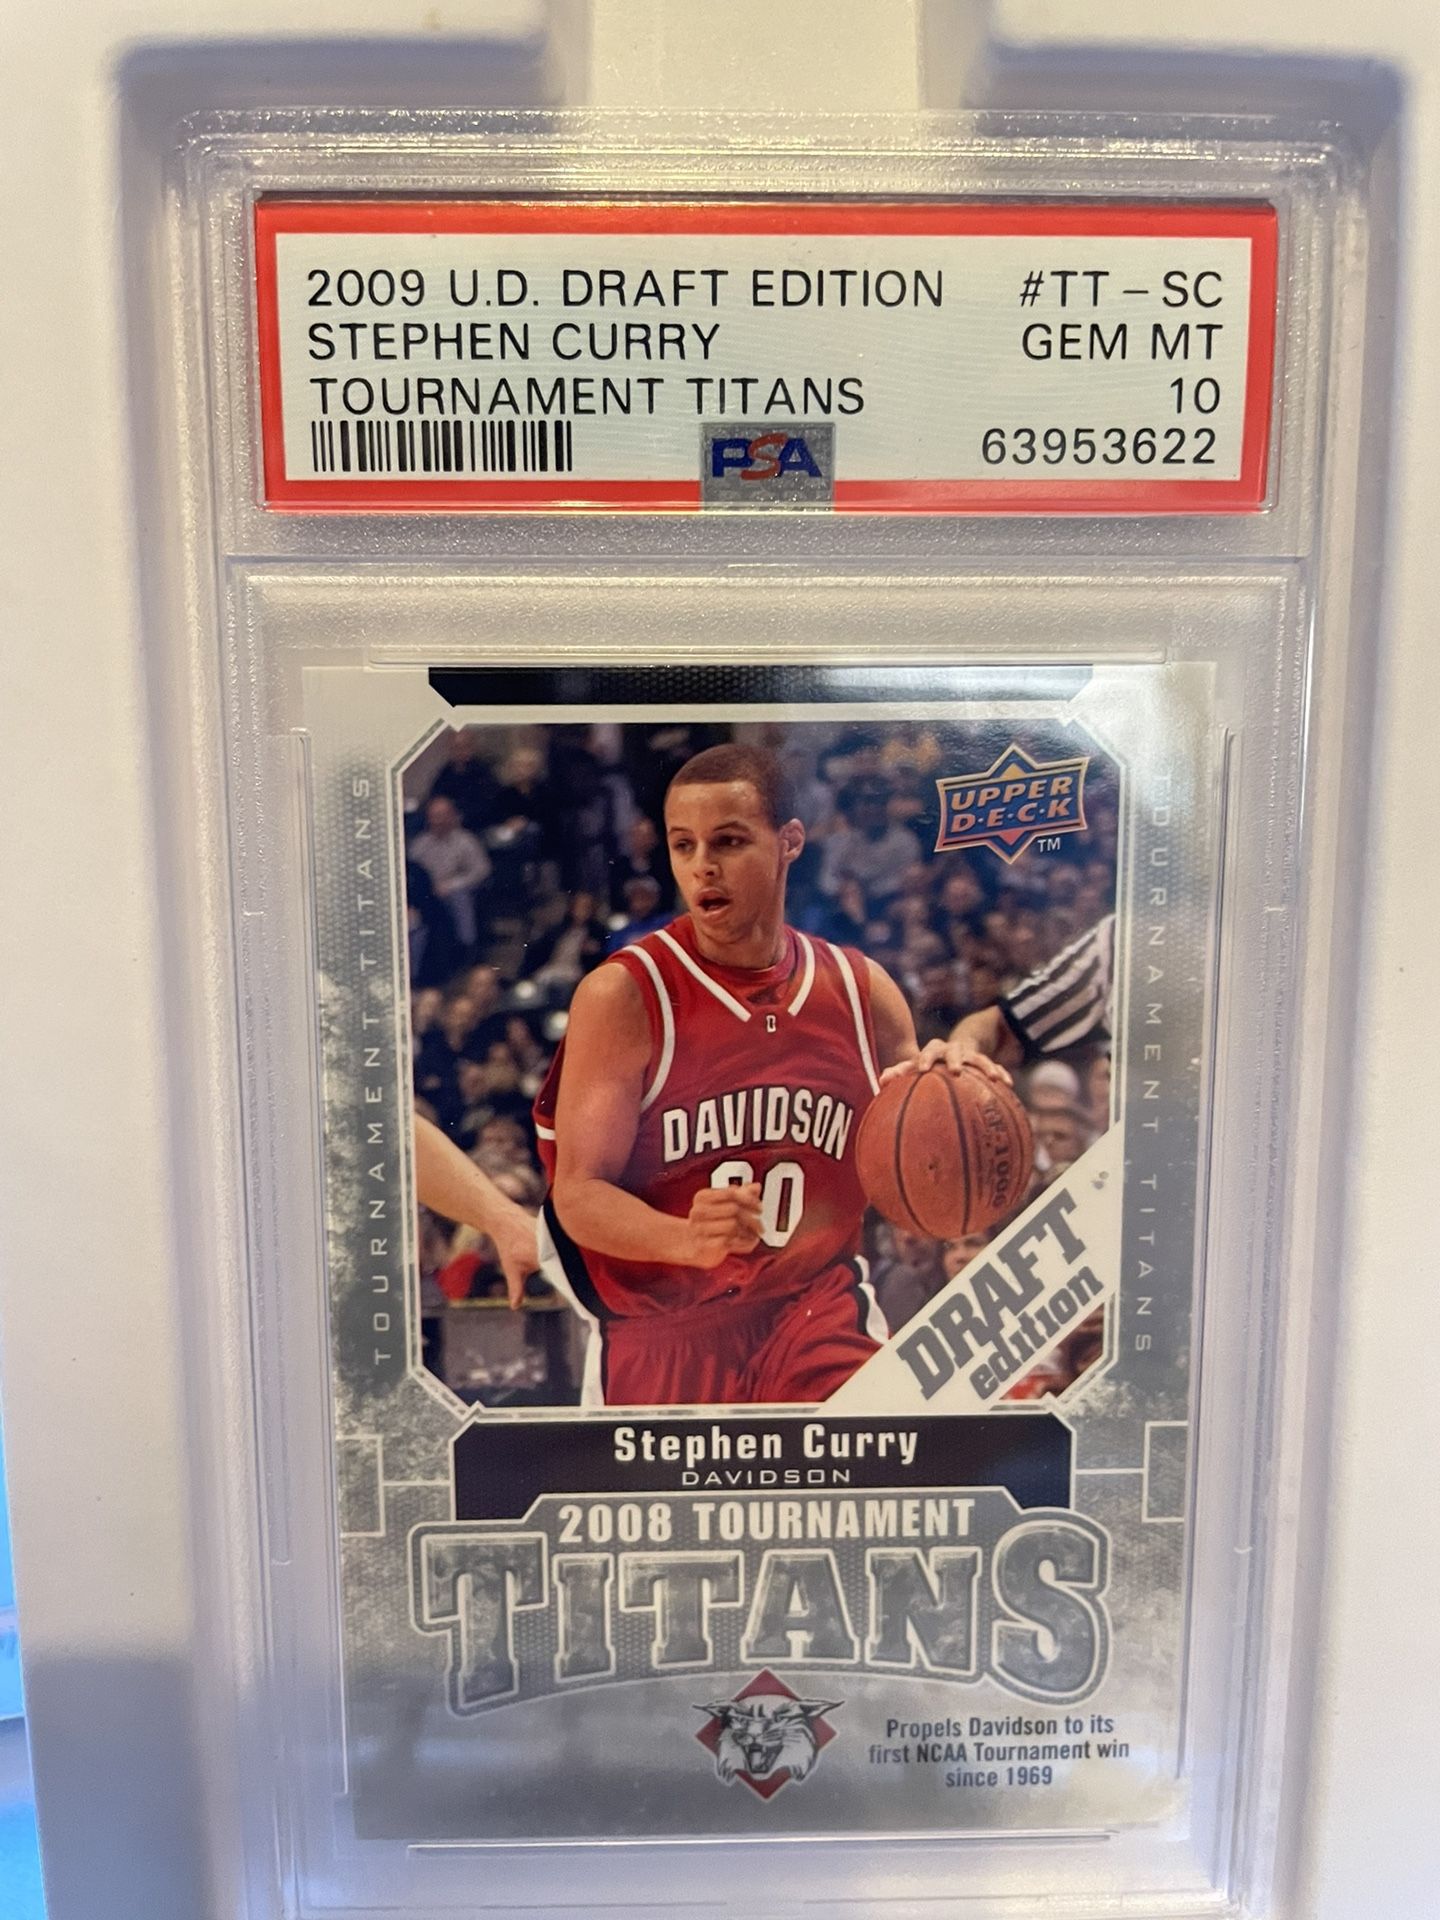 2009 U.D. DRAFT EDITION #TT-SC
STEPHEN CURRY GEM MT
TOURNAMENT TITANS 10
PSA 63953622
TOURNAMENT TITANS
UPPER
D·E·C·K
TM
TOURNAMENT TITANS
D
DAVIDSON
DRAFT
edition
Stephen Curry
DAVIDSON
2008 TOURNAMENT
TITANS
Propels Davidson to its
first NCAA Tournament win
since 1969